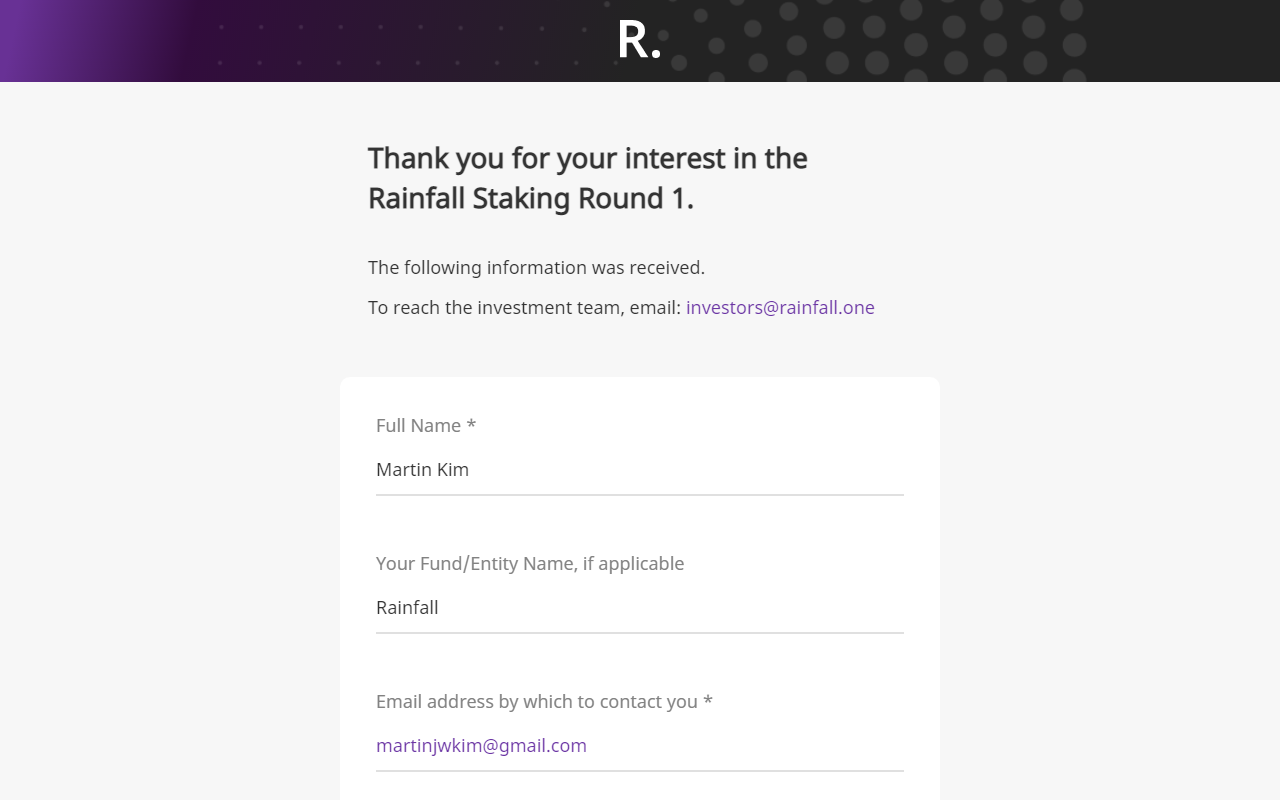 R.
Thank you for your interest in the
Rainfall Staking Round 1.
The following information was received.
To reach the investment team, email: investors@rainfall.one
Full Name *
Martin Kim
Your Fund/Entity Name, if applicable
Rainfall
Email address by which to contact you *
martinjwkim@gmail.com